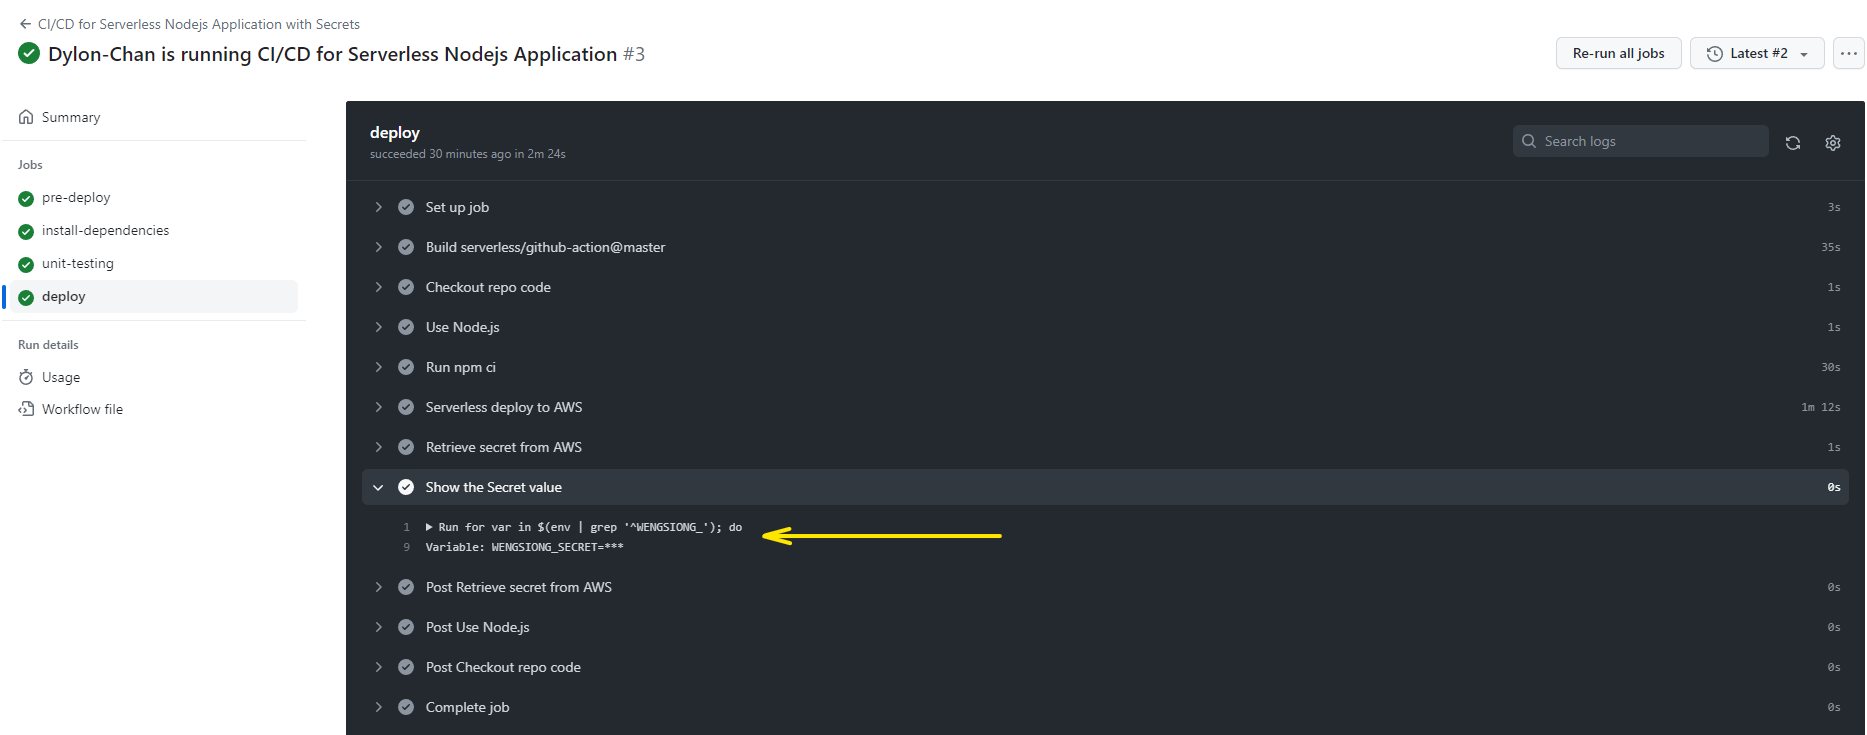 CI/CD for Serverless Nodejs Application with Secrets
Dylon-Chan is running CI/CD for Serverless Nodejs Application #3
Re-run all jobs
Latest #2
Summary
Jobs
pre-deploy
install-dependencies
unit-testing
deploy
Run details
Usage
Workflow file
deploy
succeeded 30 minutes ago in 2m 24s
Search logs
Set up job 3s
Build serverless/github-action@master 35s
Checkout repo code 1s
Use Node.js 1s
Run npm ci 30s
Serverless deploy to AWS 1m 12s
Retrieve secret from AWS 1s
Show the Secret value 0s
1 Run for var in $(env | grep '^WENGSIONG_'); do
9 Variable: WENGSIONG_SECRET=***
Post Retrieve secret from AWS 0s
Post Use Node.js 0s
Post Checkout repo code 0s
Complete job 0s